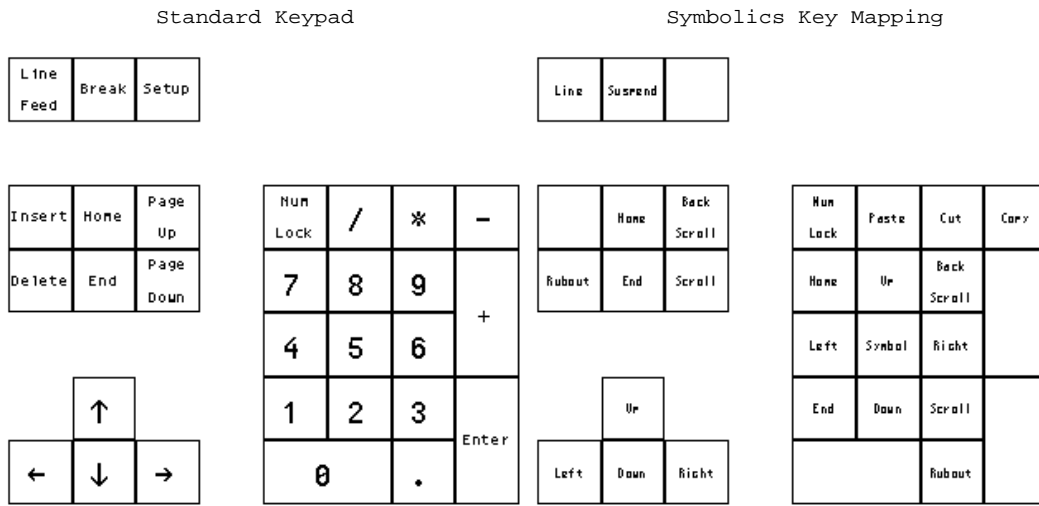 Standard Keypad
Symbolics Key Mapping
Line
Feed
Break
Setup
Line
Suspend
Insert
Home
Page
Up
Delete
End
Page
Down
Num
Lock
/
*
-
7
8
9
+
4
5
6
1
2
3
Enter
0
.
↑
←
↓
→
Home
Back
Scroll
Rubout
End
Scroll
Up
Left
Down
Right
Num
Lock
Paste
Cut
Copy
Home
Up
Back
Scroll
Left
Symbol
Right
End
Down
Scroll
Rubout